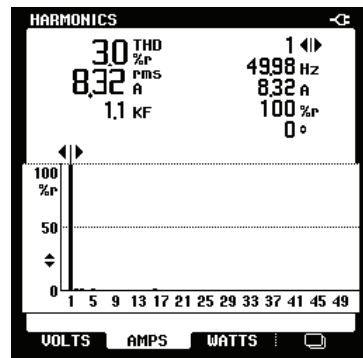 HARMONICS
3.0 THD %r
8.32 rms A
1.1 KF
1
49.98 Hz
8.32 A
100 %r
0 °
100
%r
50
0
1 5 9 13 17 21 25 29 33 37 41 45 49
VOLTS AMPS WATTS